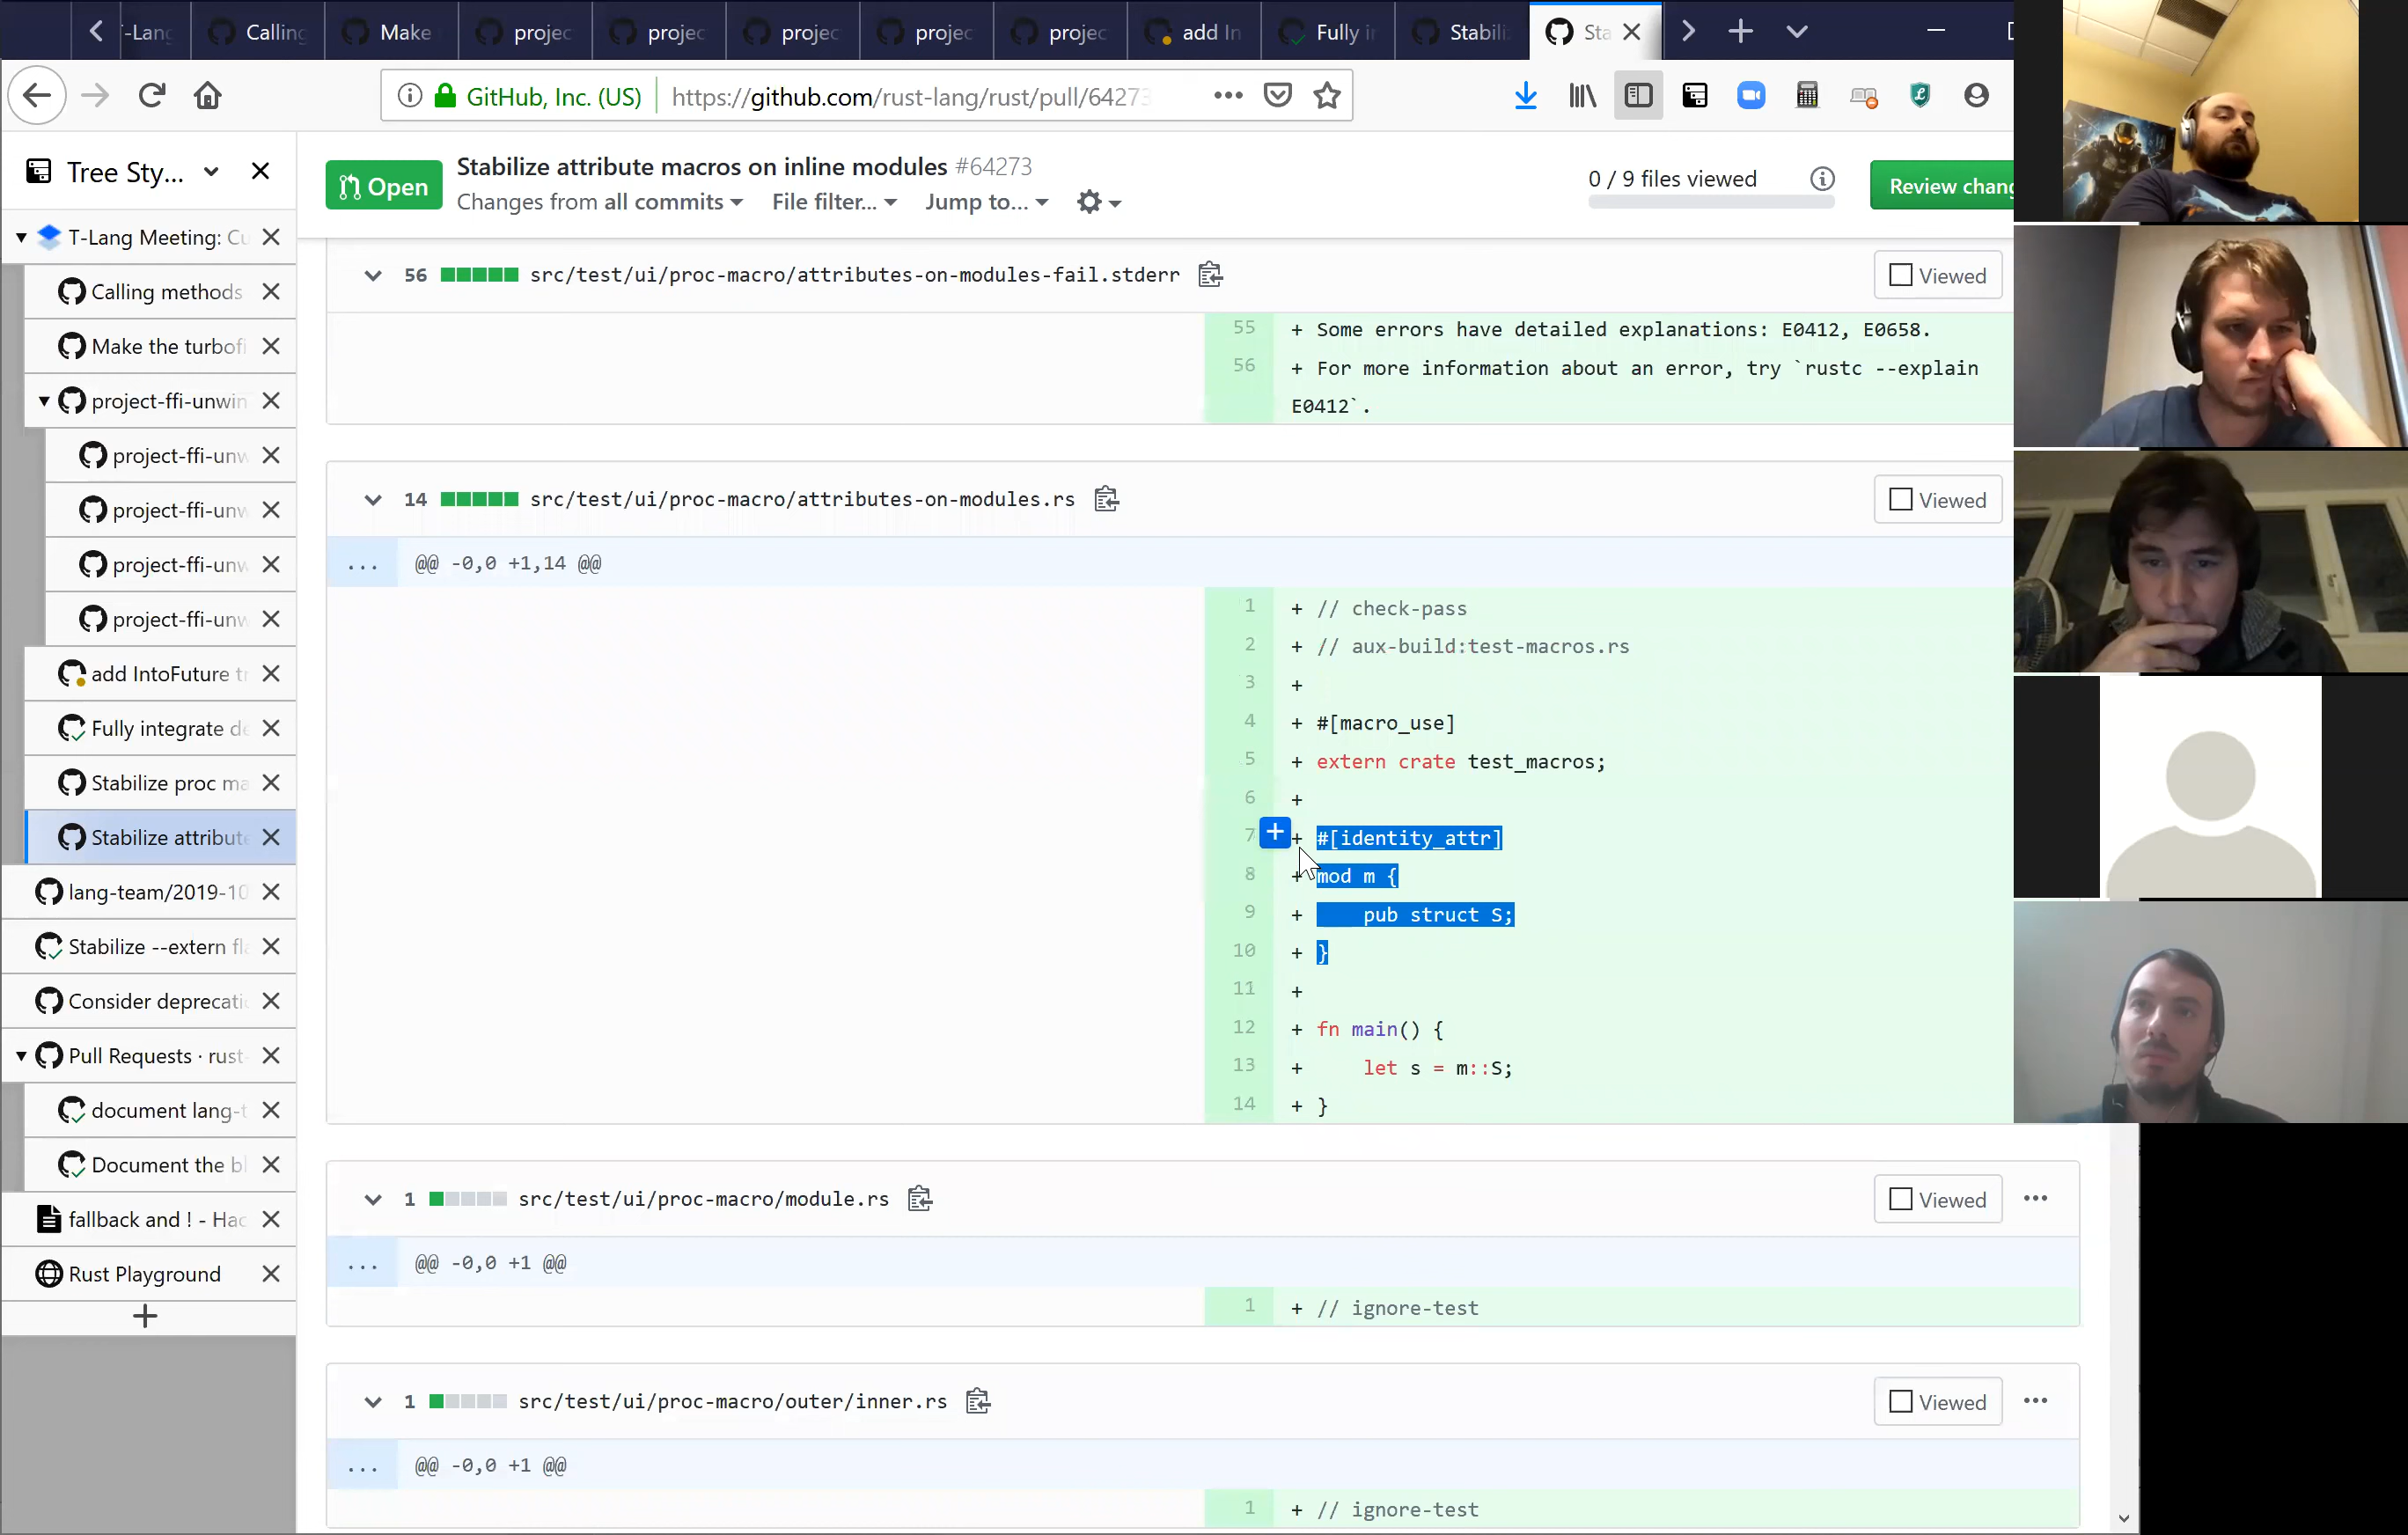 T-Lang
Calling
Make
projec
projec
projec
projec
projec
add In
Fully i
Stabili
Sta
GitHub, Inc. (US)
https://github.com/rust-lang/rust/pull/64273
Tree Sty...
T-Lang Meeting: Cu
Calling methods
Make the turbofi
project-ffi-unwin
project-ffi-unw
project-ffi-unw
project-ffi-unw
project-ffi-unw
add IntoFuture tr
Fully integrate de
Stabilize proc ma
Stabilize attribute
lang-team/2019-10
Stabilize --extern fla
Consider deprecatio
Pull Requests · rust-
document lang-t
Document the bl
fallback and ! - Hac
Rust Playground
Open
Stabilize attribute macros on inline modules #64273
Changes from all commits
File filter...
Jump to...
0 / 9 files viewed
Review chang
56 src/test/ui/proc-macro/attributes-on-modules-fail.stderr
Viewed
55 + Some errors have detailed explanations: E0412, E0658.
56 + For more information about an error, try `rustc --explain
E0412`.
14 src/test/ui/proc-macro/attributes-on-modules.rs
Viewed
... @@ -0,0 +1,14 @@
1 + // check-pass
2 + // aux-build:test-macros.rs
3 +
4 + #[macro_use]
5 + extern crate test_macros;
6 +
7 + #[identity_attr]
8 + mod m {
9 +     pub struct S;
10 + }
11 +
12 + fn main() {
13 +     let s = m::S;
14 + }
1 src/test/ui/proc-macro/module.rs
Viewed
... @@ -0,0 +1 @@
1 + // ignore-test
1 src/test/ui/proc-macro/outer/inner.rs
Viewed
... @@ -0,0 +1 @@
1 + // ignore-test